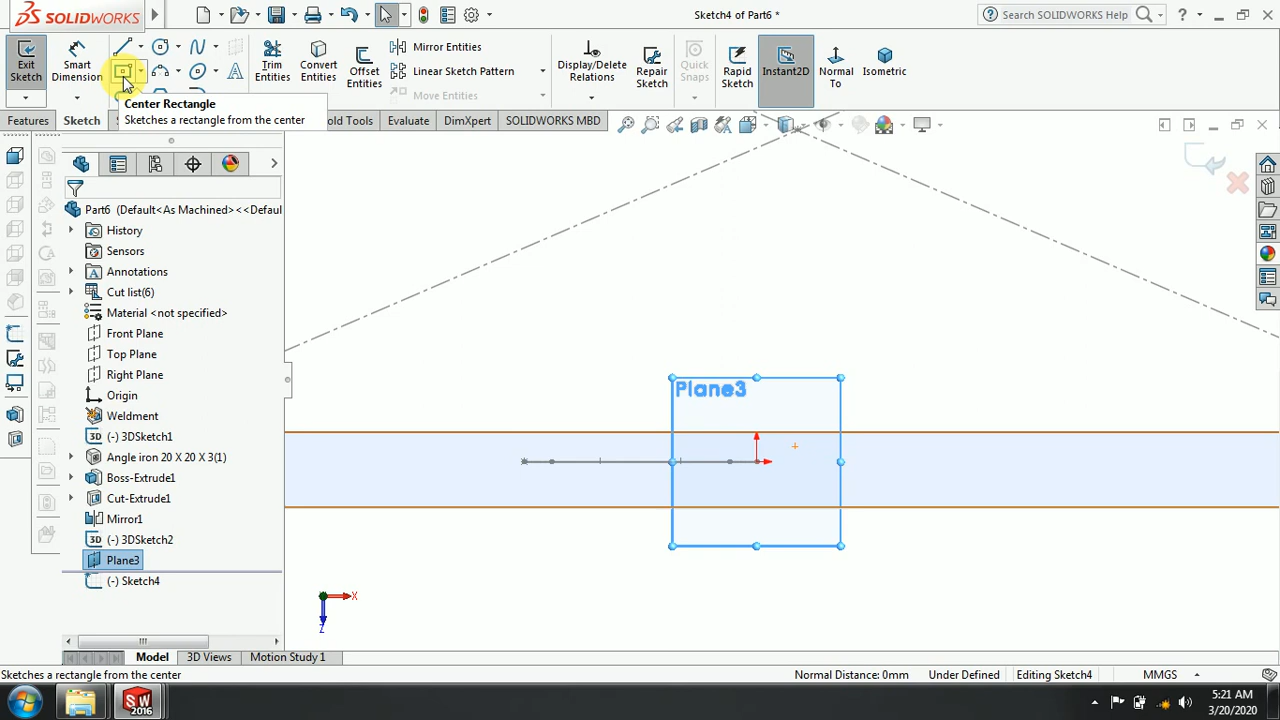 SOLIDWORKS
Sketch4 of Part6 *
Search SOLIDWORKS Help
?
Exit Sketch
Smart Dimension
Trim Entities
Convert Entities
Offset Entities
Mirror Entities
Linear Sketch Pattern
Move Entities
Display/Delete Relations
Repair Sketch
Quick Snaps
Rapid Sketch
Instant2D
Normal To
Isometric
Center Rectangle
Sketches a rectangle from the center
Features
Sketch
old Tools
Evaluate
DimXpert
SOLIDWORKS MBD
Part6 (Default<As Machined><<Defaul
History
Sensors
Annotations
Cut list(6)
Material <not specified>
Front Plane
Top Plane
Right Plane
Origin
Weldment
3D (-) 3DSketch1
Angle iron 20 X 20 X 3(1)
Boss-Extrude1
Cut-Extrude1
Mirror1
3D (-) 3DSketch2
Plane3
(-) Sketch4
Plane3
X
Z
Model
3D Views
Motion Study 1
Sketches a rectangle from the center
Normal Distance: 0mm
Under Defined
Editing Sketch4
MMGS
SW
2016
5:21 AM
3/20/2020